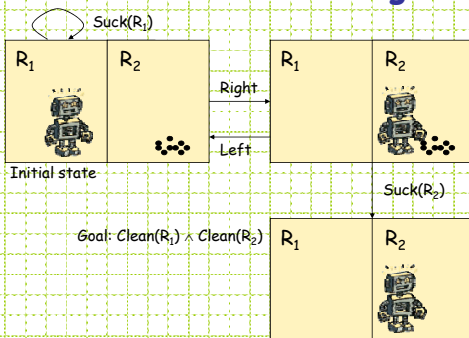 Suck(R₁)
R₁ R₂
R₁ R₂
Right
Left
Initial state
Suck(R₂)
Goal: Clean(R₁) ∧ Clean(R₂)
R₁ R₂